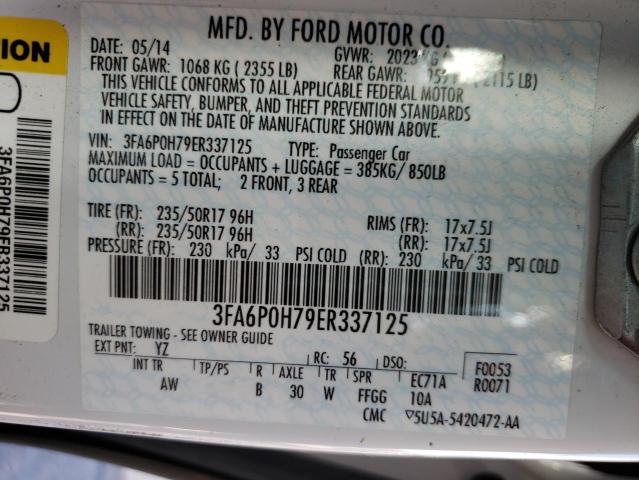 TION
3FA6P0H79ER337125
MFD. BY FORD MOTOR CO.
DATE: 05/14 GVWR: 2023 KG
FRONT GAWR: 1068 KG ( 2355 LB) REAR GAWR: 2115 LB)
THIS VEHICLE CONFORMS TO ALL APPLICABLE FEDERAL MOTOR
VEHICLE SAFETY, BUMPER, AND THEFT PREVENTION STANDARDS
IN EFFECT ON THE DATE OF MANUFACTURE SHOWN ABOVE.
VIN: 3FA6P0H79ER337125 TYPE: Passenger Car
MAXIMUM LOAD = OCCUPANTS + LUGGAGE = 385KG/ 850LB
OCCUPANTS = 5 TOTAL; 2 FRONT, 3 REAR
TIRE (FR): 235/50R17 96H RIMS (FR): 17x7.5J
(RR): 235/50R17 96H (RR): 17x7.5J
PRESSURE (FR): 230 kPa/ 33 PSI COLD (RR): 230 kPa/33 PSI COLD
3FA6P0H79ER337125
TRAILER TOWING - SEE OWNER GUIDE
EXT PNT: YZ RC: 56 DSO: F0053
INT TR TP/PS R AXLE TR SPR EC71A R0071
AW B 30 W FFGG 10A
CMC ▽5U5A-5420472-AA